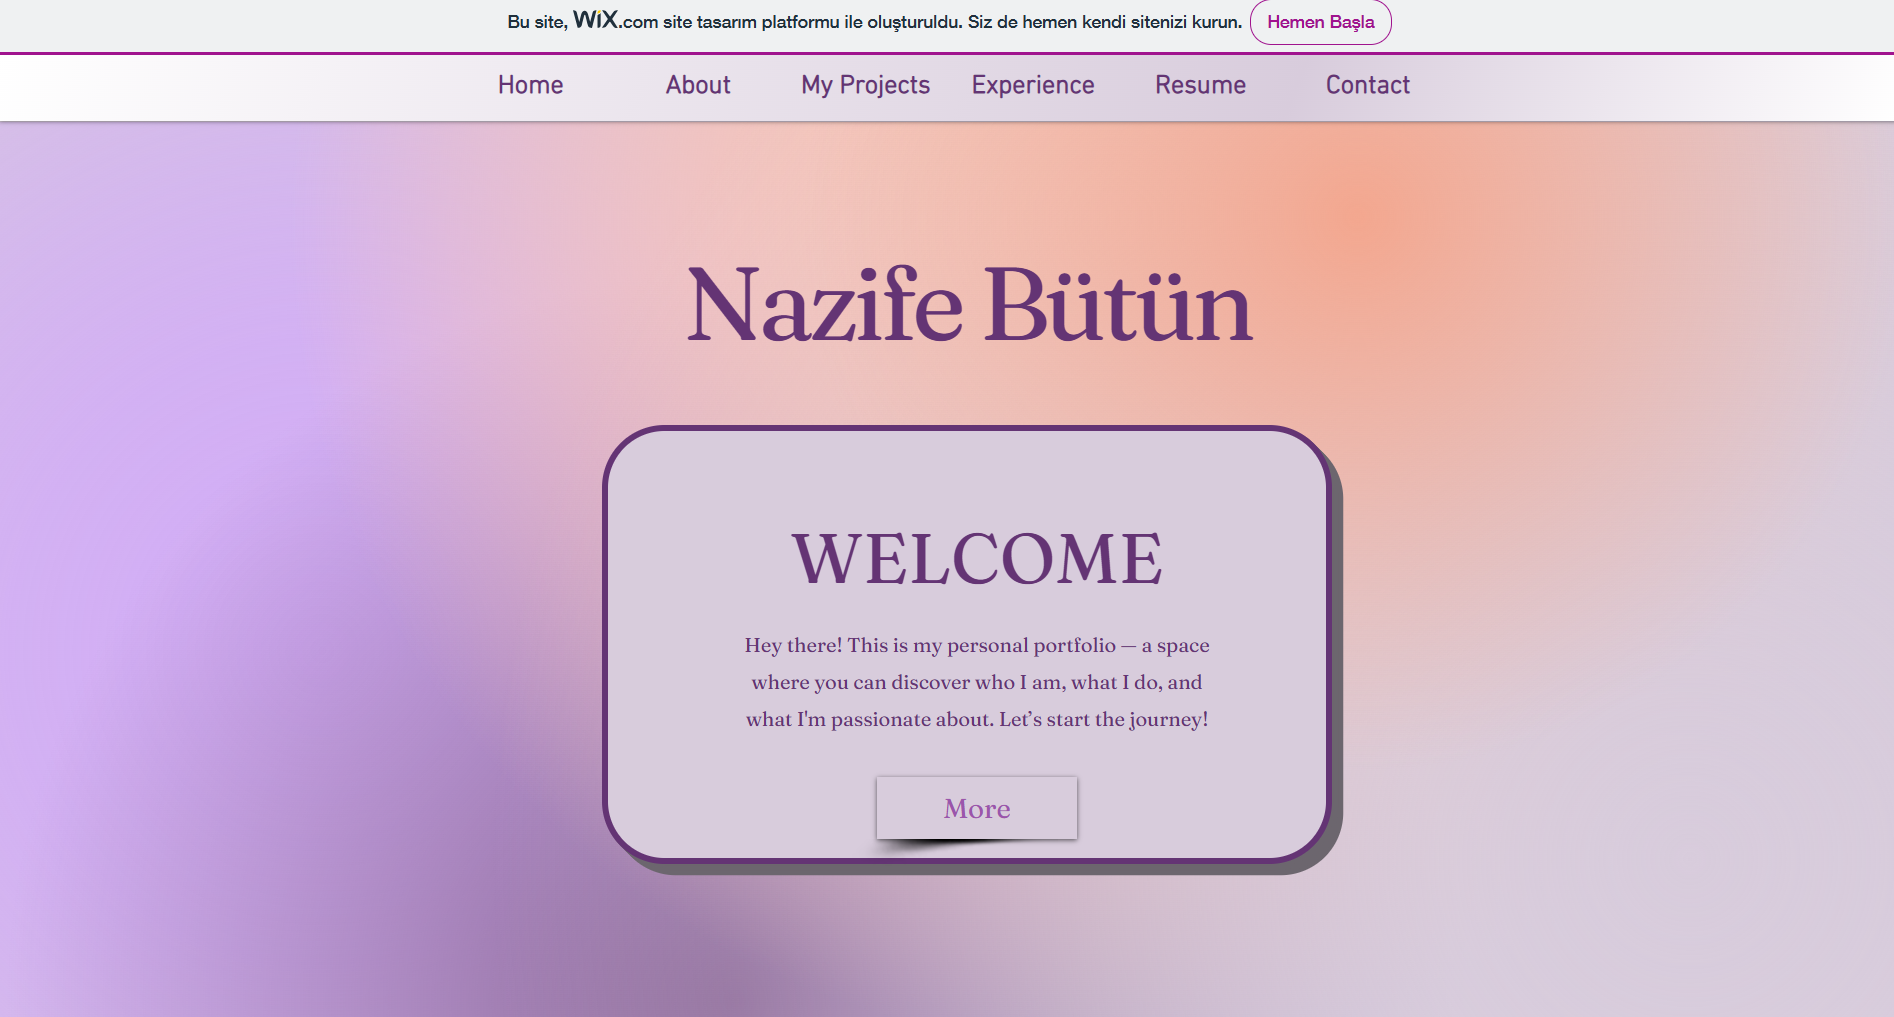 Bu site, WiX.com site tasarım platformu ile oluşturuldu. Siz de hemen kendi sitenizi kurun. Hemen Başla
Home About My Projects Experience Resume Contact
Nazife Bütün
WELCOME
Hey there! This is my personal portfolio — a space
where you can discover who I am, what I do, and
what I'm passionate about. Let’s start the journey!
More